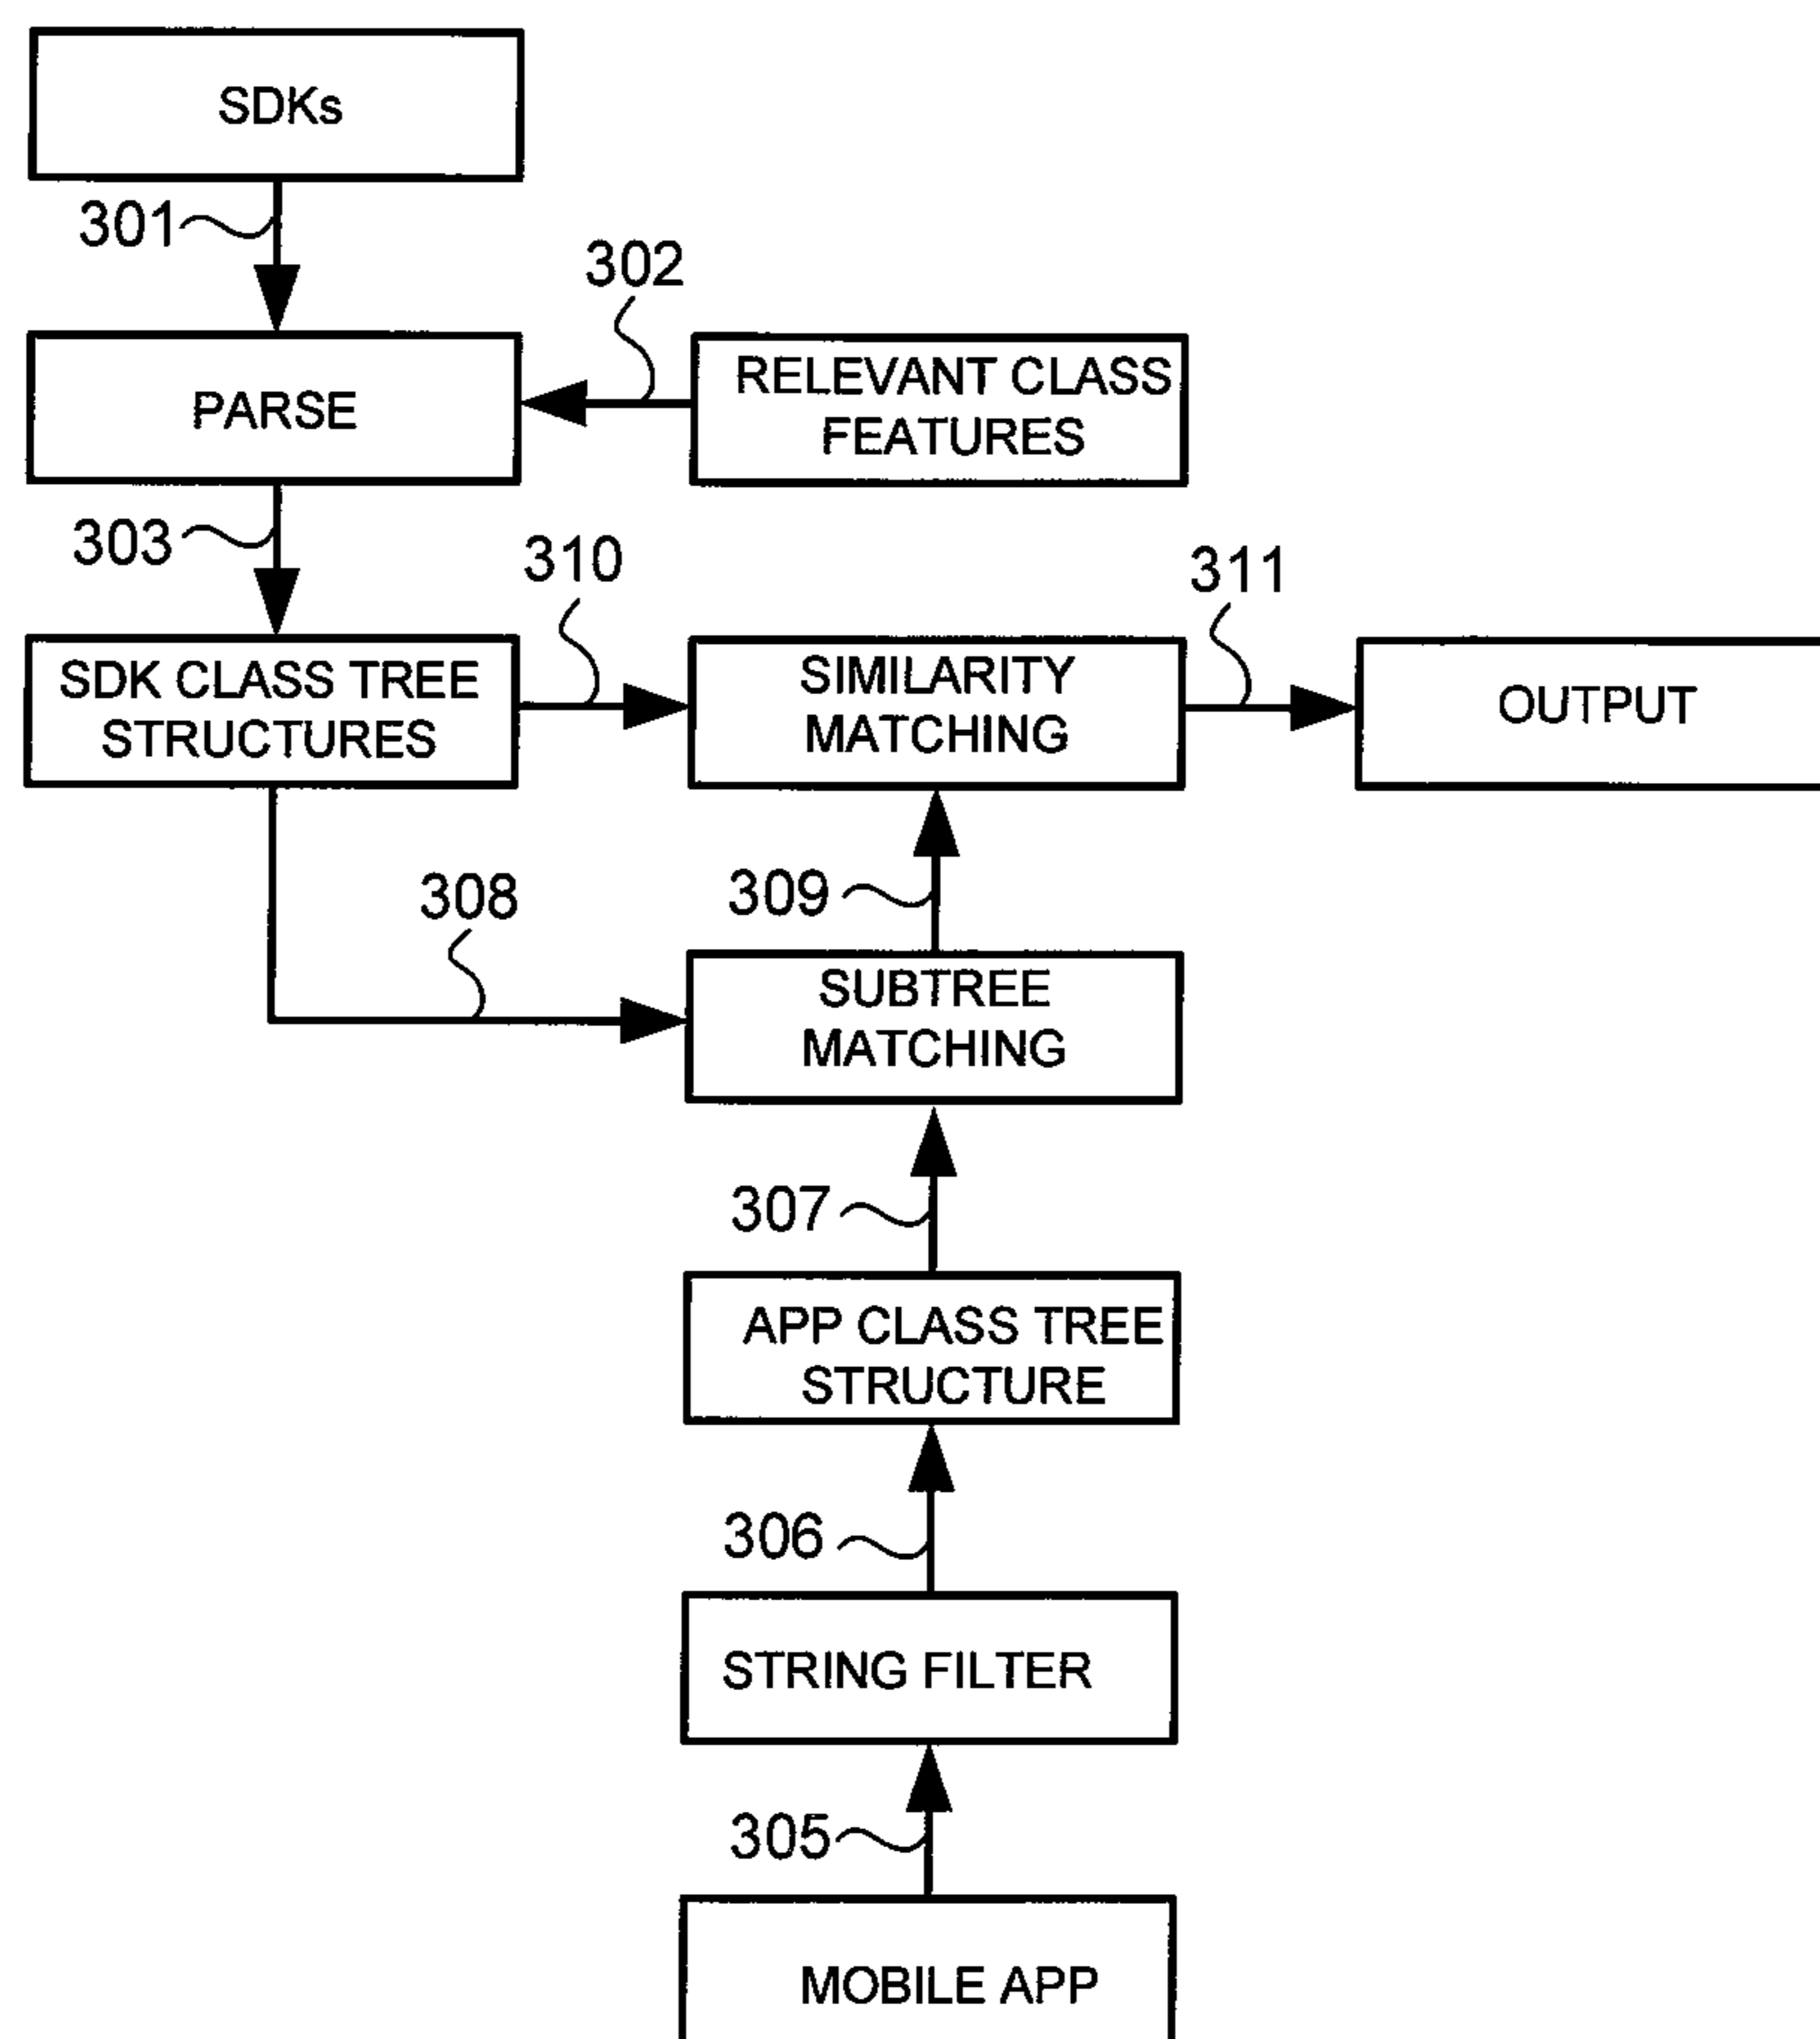 SDKs
301
302
PARSE
RELEVANT CLASS
FEATURES
303
310
311
SDK CLASS TREE
STRUCTURES
SIMILARITY
MATCHING
OUTPUT
308
309
SUBTREE
MATCHING
307
APP CLASS TREE
STRUCTURE
306
STRING FILTER
305
MOBILE APP